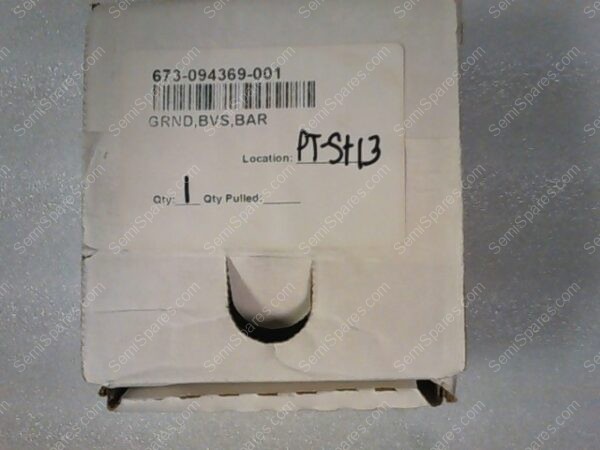 673-094369-001
GRND,BVS,BAR
Location: PT-St13
Qty: 1 Qty Pulled:
SemiSpares.com